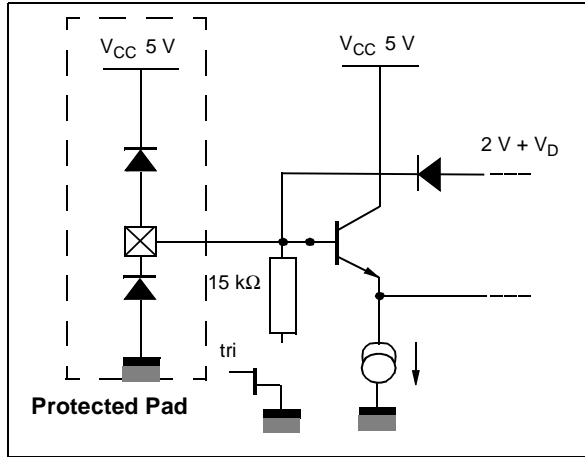 V_CC 5 V
V_CC 5 V
2 V + V_D
15 kΩ
tri
Protected Pad